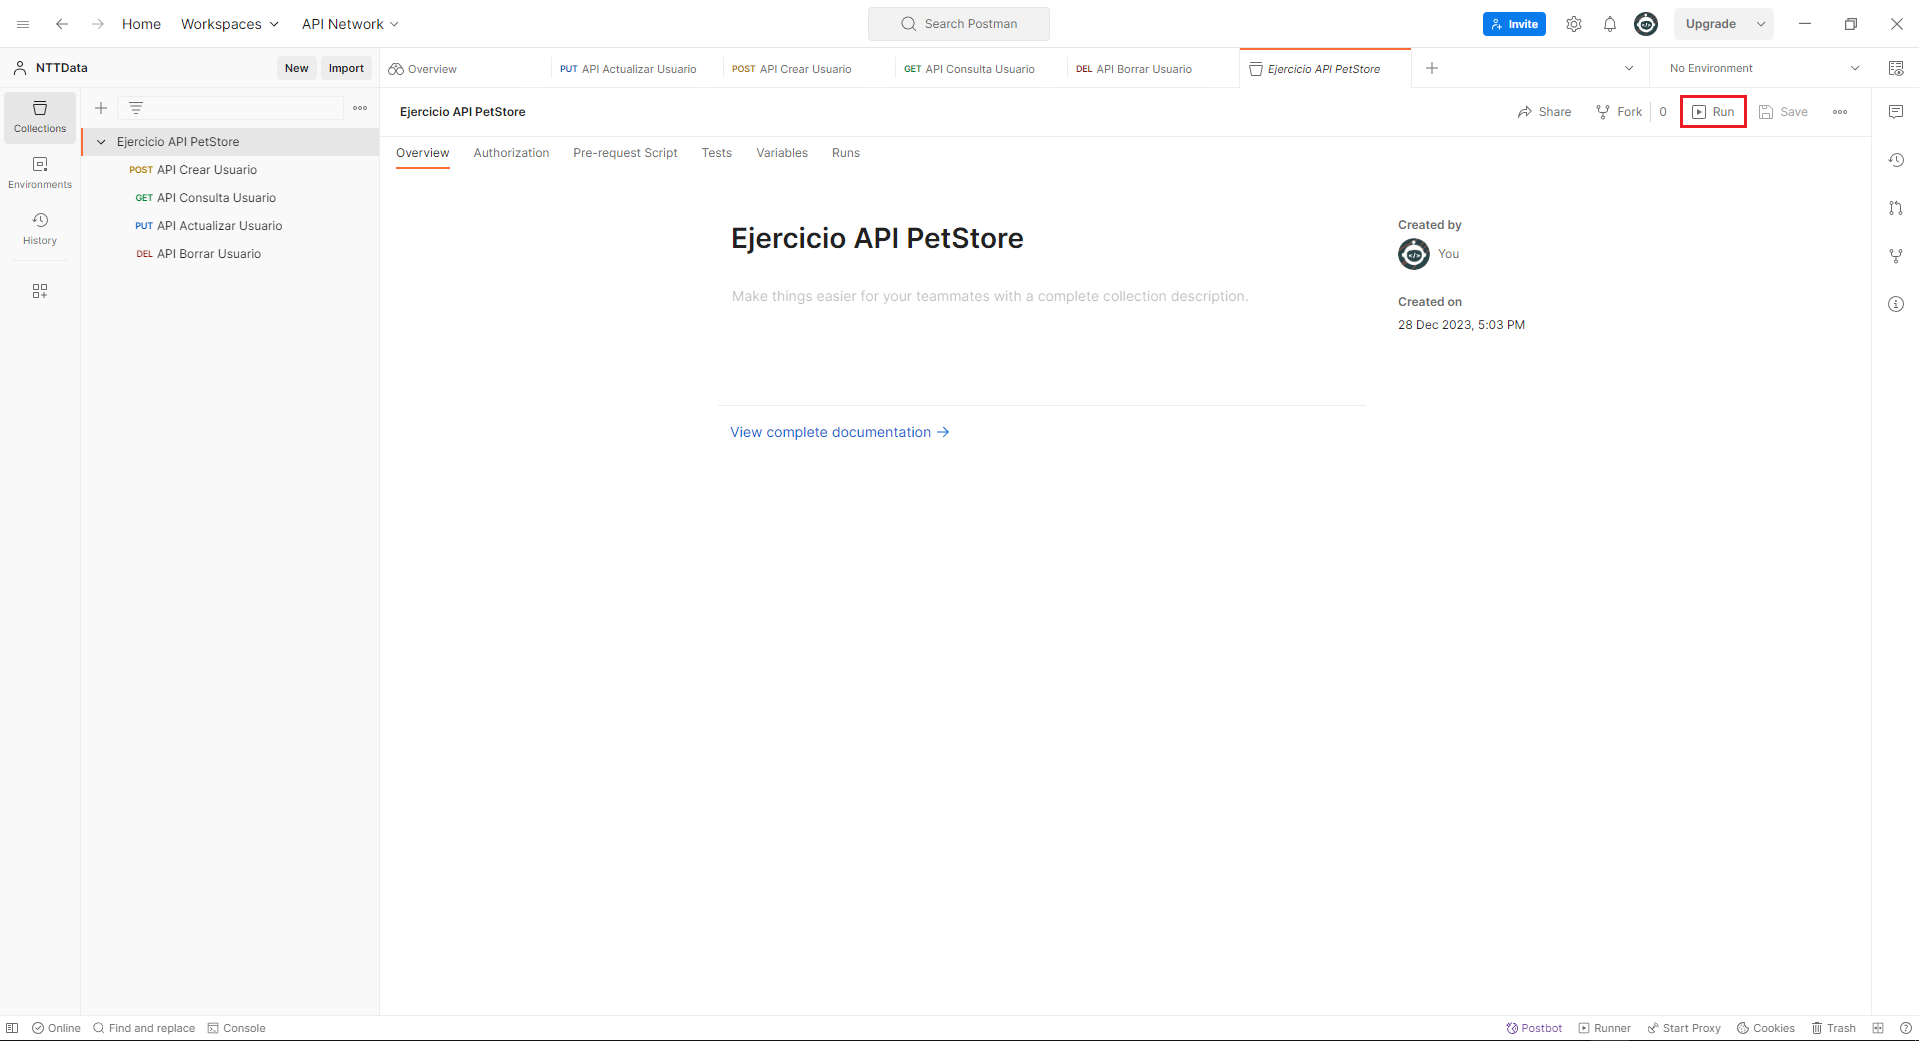 Home Workspaces API Network Search Postman Invite Upgrade
NTTData New Import Overview PUT API Actualizar Usuario POST API Crear Usuario GET API Consulta Usuario DEL API Borrar Usuario Ejercicio API PetStore No Environment
Ejercicio API PetStore Share Fork 0 Run Save
Collections
Environments
History
Ejercicio API PetStore
POST API Crear Usuario
GET API Consulta Usuario
PUT API Actualizar Usuario
DEL API Borrar Usuario
Overview Authorization Pre-request Script Tests Variables Runs
Ejercicio API PetStore
Make things easier for your teammates with a complete collection description.
View complete documentation
Created by
You
Created on
28 Dec 2023, 5:03 PM
Online Find and replace Console Postbot Runner Start Proxy Cookies Trash